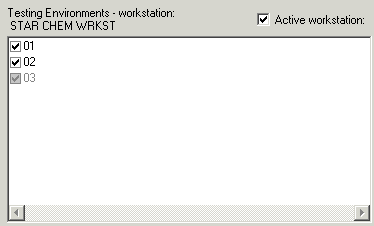 Testing Environments - workstation:
STAR CHEM WRKST
Active workstation:
01
02
03